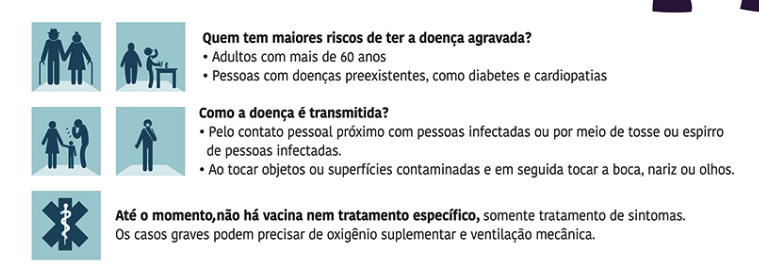 Quem tem maiores riscos de ter a doença agravada?
• Adultos com mais de 60 anos
• Pessoas com doenças preexistentes, como diabetes e cardiopatias
Como a doença é transmitida?
• Pelo contato pessoal próximo com pessoas infectadas ou por meio de tosse ou espirro
de pessoas infectadas.
• Ao tocar objetos ou superfícies contaminadas e em seguida tocar a boca, nariz ou olhos.
Até o momento,não há vacina nem tratamento específico, somente tratamento de sintomas.
Os casos graves podem precisar de oxigênio suplementar e ventilação mecânica.